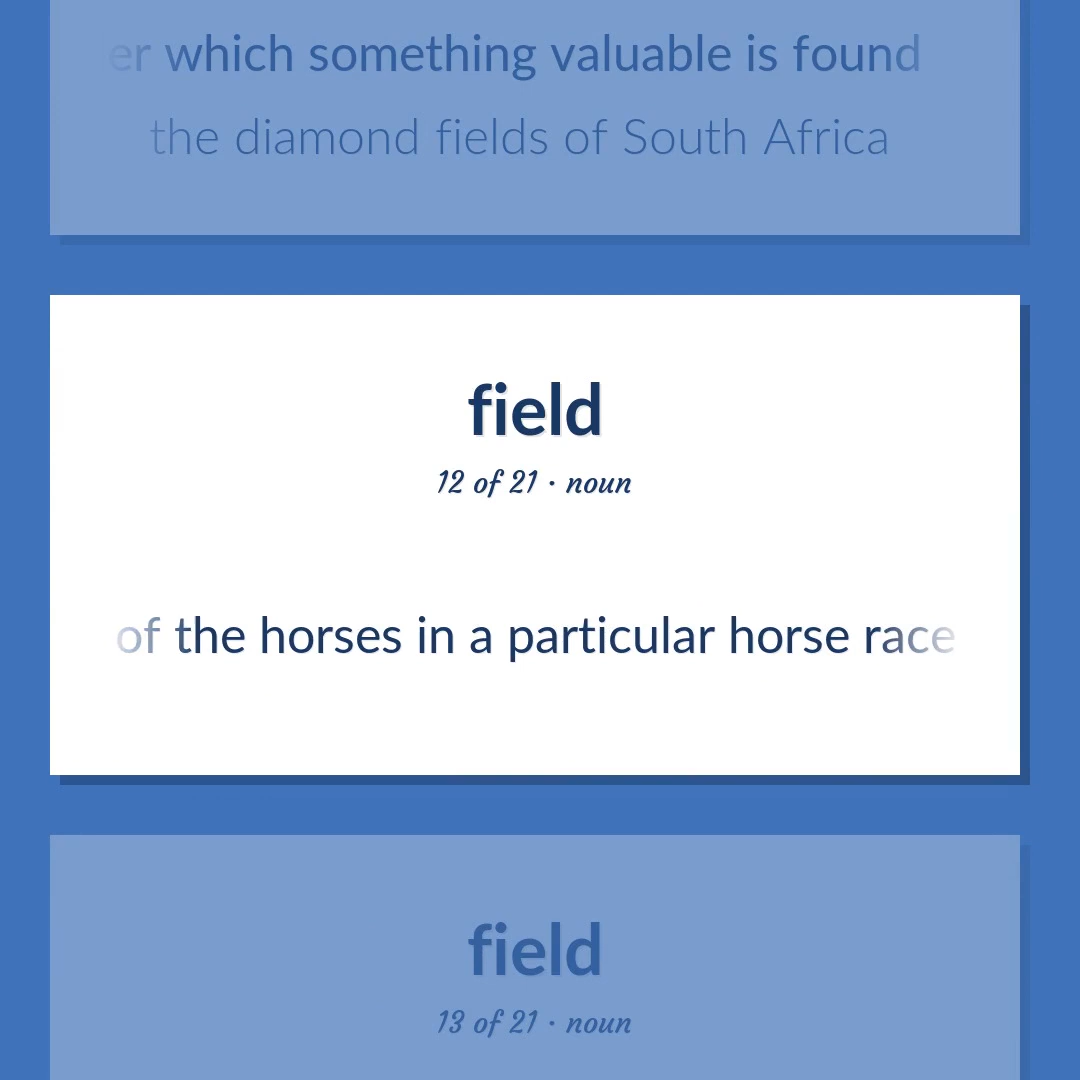 er which something valuable is found
the diamond fields of South Africa
field
12 of 21 · noun
of the horses in a particular horse race
field
13 of 21 · noun